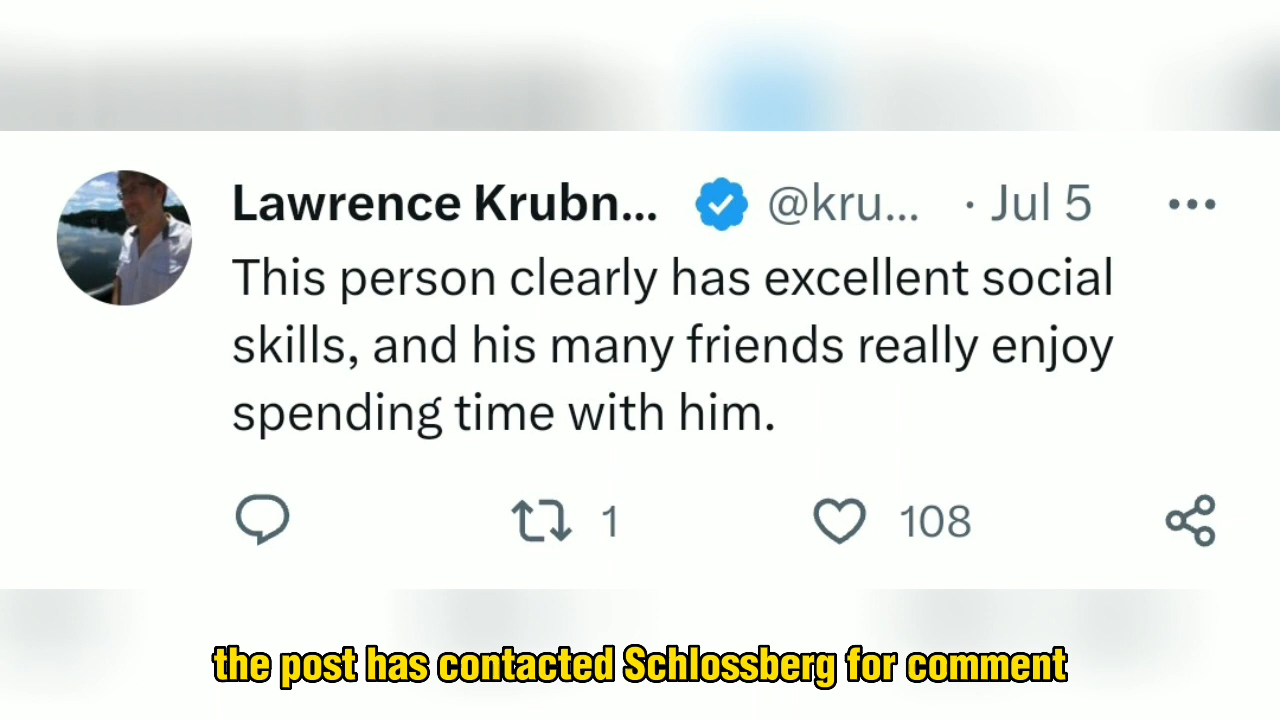 Lawrence Krubn... @kru... · Jul 5
This person clearly has excellent social
skills, and his many friends really enjoy
spending time with him.
1 108
the post has contacted Schlossberg for comment